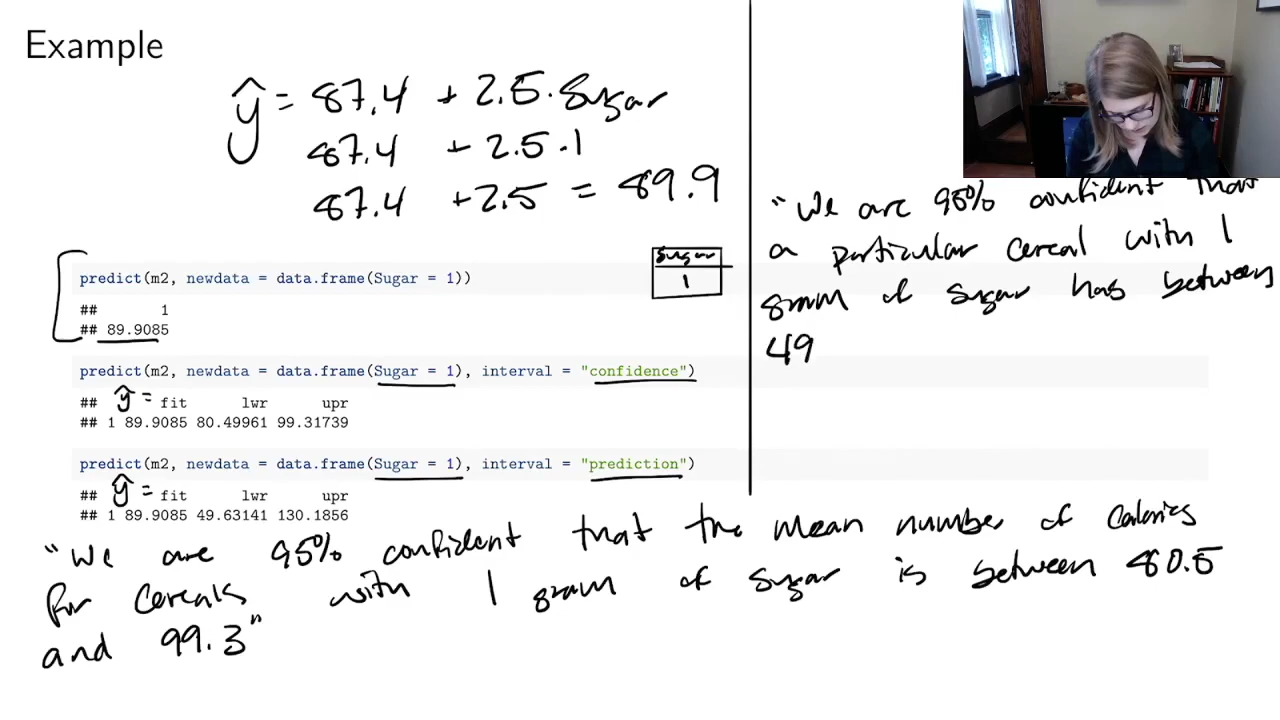 Example
ŷ = 87.4 + 2.5 · Sugar
87.4 + 2.5 · 1
87.4 + 2.5 = 89.9
predict(m2, newdata = data.frame(Sugar = 1))
## 1
## 89.9085
Sugar
1
predict(m2, newdata = data.frame(Sugar = 1), interval = "confidence")
## ŷ = fit lwr upr
## 1 89.9085 80.49961 99.31739
predict(m2, newdata = data.frame(Sugar = 1), interval = "prediction")
## ŷ = fit lwr upr
## 1 89.9085 49.63141 130.1856
"We are 95% confident that the mean number of calories
for cereals with 1 gram of sugar is between 80.5
and 99.3"
"We are 95% confident that
a particular cereal with 1
gram of sugar has between
49